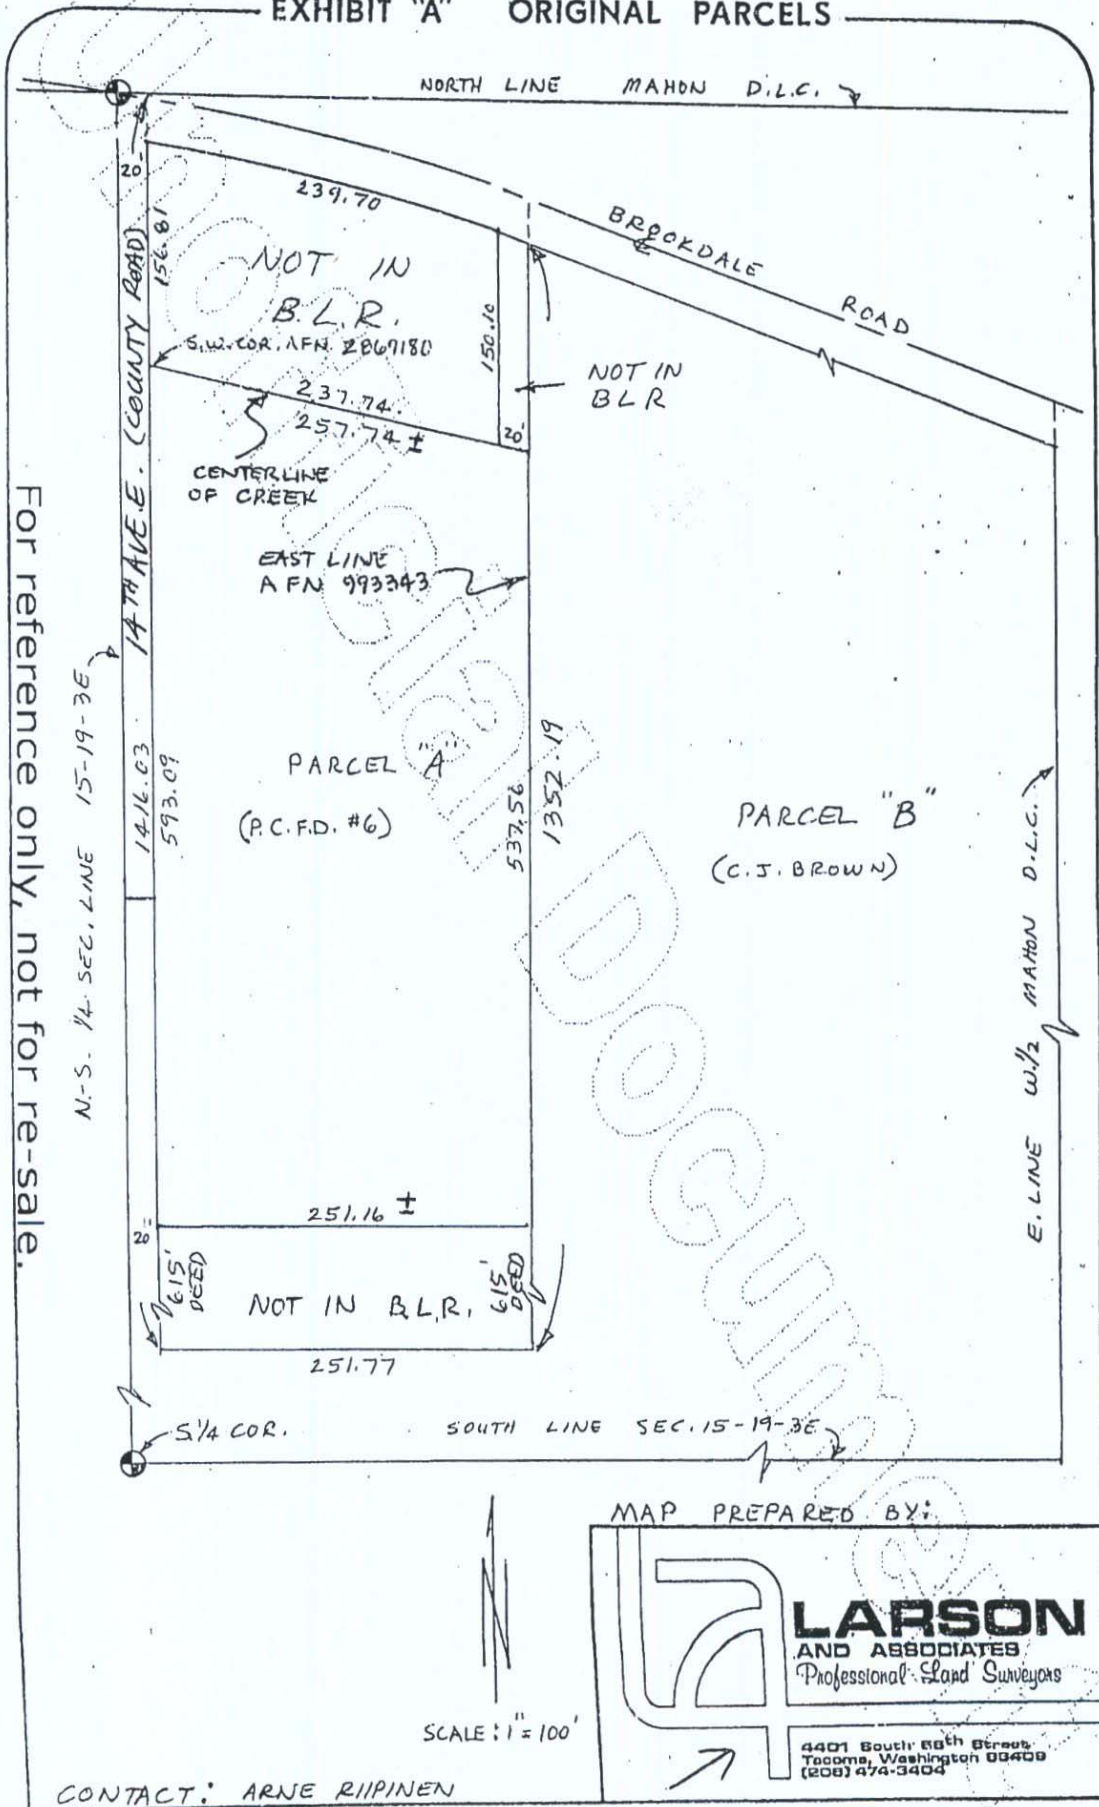 EXHIBIT "A" ORIGINAL PARCELS
NORTH LINE MAHON D.L.C.
20'
239.70
156.81
BROOKDALE
ROAD
NOT IN
B.L.R.
S.W. COR. AFN 2869180
150.10
NOT IN
BLR
237.74
257.74 ±
20'
CENTERLINE
OF CREEK
14TH AVE. E. (COUNTY ROAD)
EAST LINE
AFN 993343
N.-S. 1/4 SEC. LINE 15-19-3E
1416.03
593.09
PARCEL "A"
(P.C.F.D. #6)
537.56
1352.19
PARCEL "B"
(C.J. BROWN)
E. LINE W.1/2 MAHON D.L.C.
251.16 ±
20'
615'
DEED
NOT IN B.L.R.
615'
DEED
251.77
S.1/4 COR.
SOUTH LINE SEC. 15-19-3E
N
SCALE: 1" = 100'
MAP PREPARED BY:
LARSON
AND ASSOCIATES
Professional Land Surveyors
4401 South 66th Street
Tacoma, Washington 98409
(206) 474-3404
CONTACT: ARNE RIIPINEN
For reference only, not for re-sale.
Unofficial Document